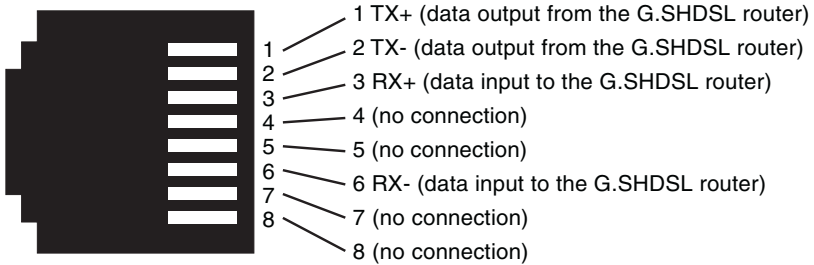 1 1 TX+ (data output from the G.SHDSL router)
2 2 TX- (data output from the G.SHDSL router)
3 3 RX+ (data input to the G.SHDSL router)
4 4 (no connection)
5 5 (no connection)
6 6 RX- (data input to the G.SHDSL router)
7 7 (no connection)
8 8 (no connection)